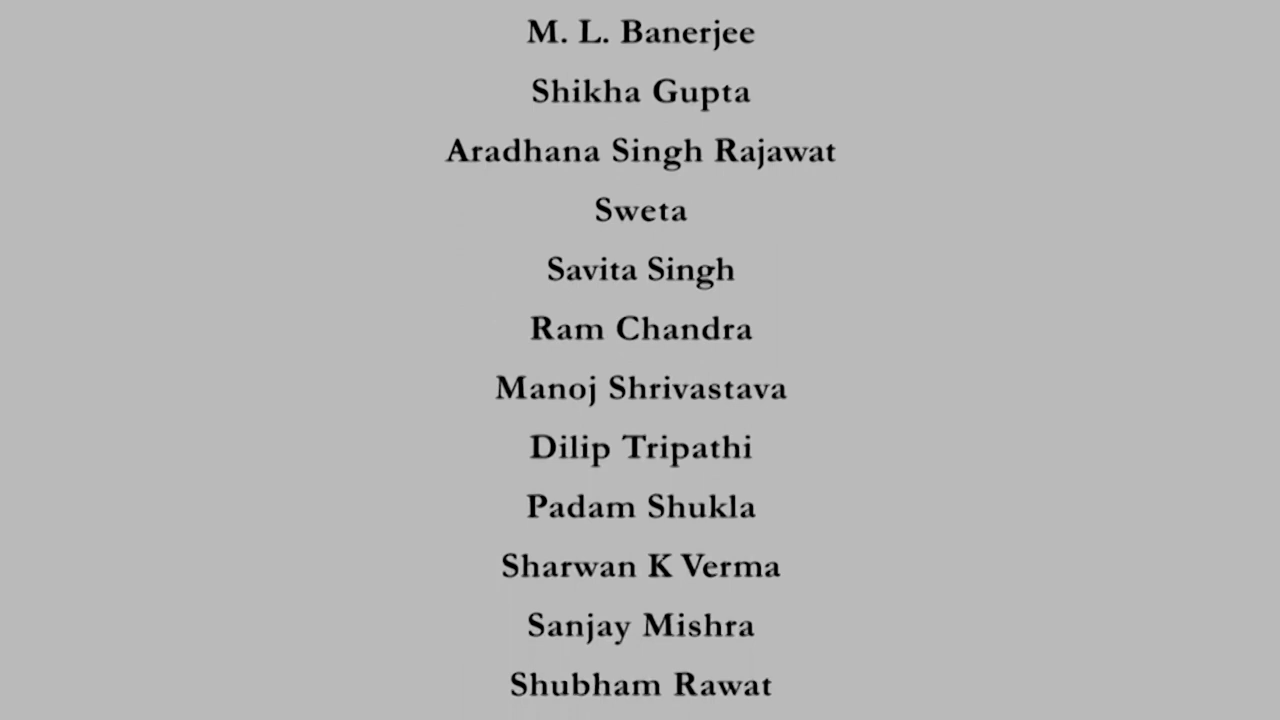 M. L. Banerjee
Shikha Gupta
Aradhana Singh Rajawat
Sweta
Savita Singh
Ram Chandra
Manoj Shrivastava
Dilip Tripathi
Padam Shukla
Sharwan K Verma
Sanjay Mishra
Shubham Rawat